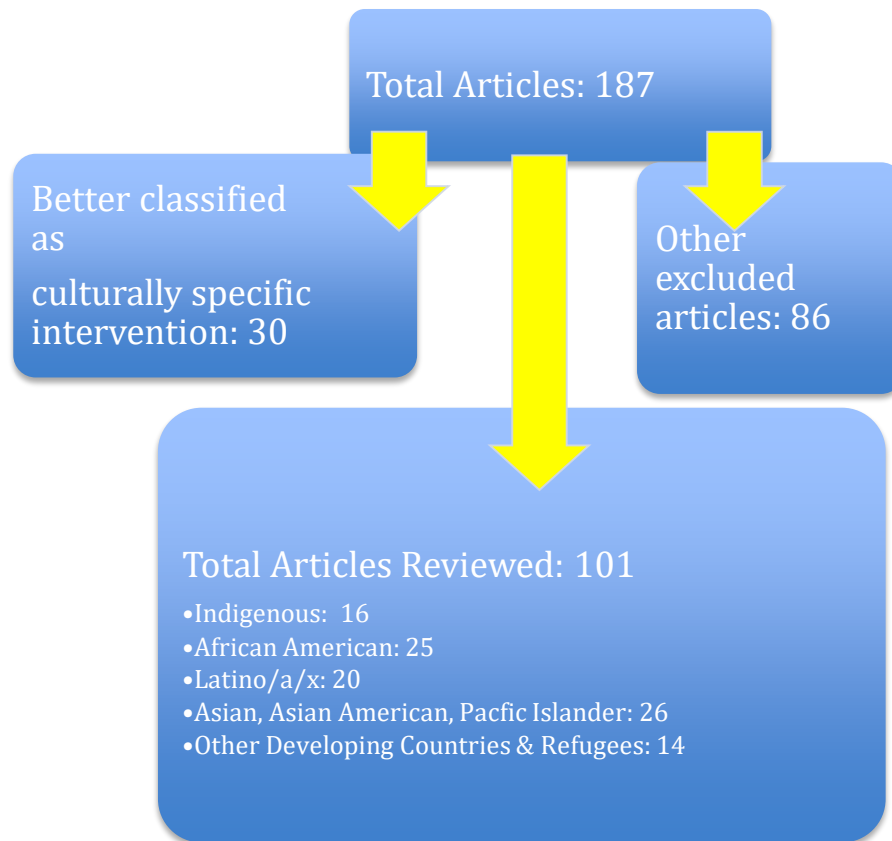 Total Articles: 187
Better classified
as
culturally specific
intervention: 30
Other
excluded
articles: 86
Total Articles Reviewed: 101
•Indigenous: 16
•African American: 25
•Latino/a/x: 20
•Asian, Asian American, Pacfic Islander: 26
•Other Developing Countries & Refugees: 14